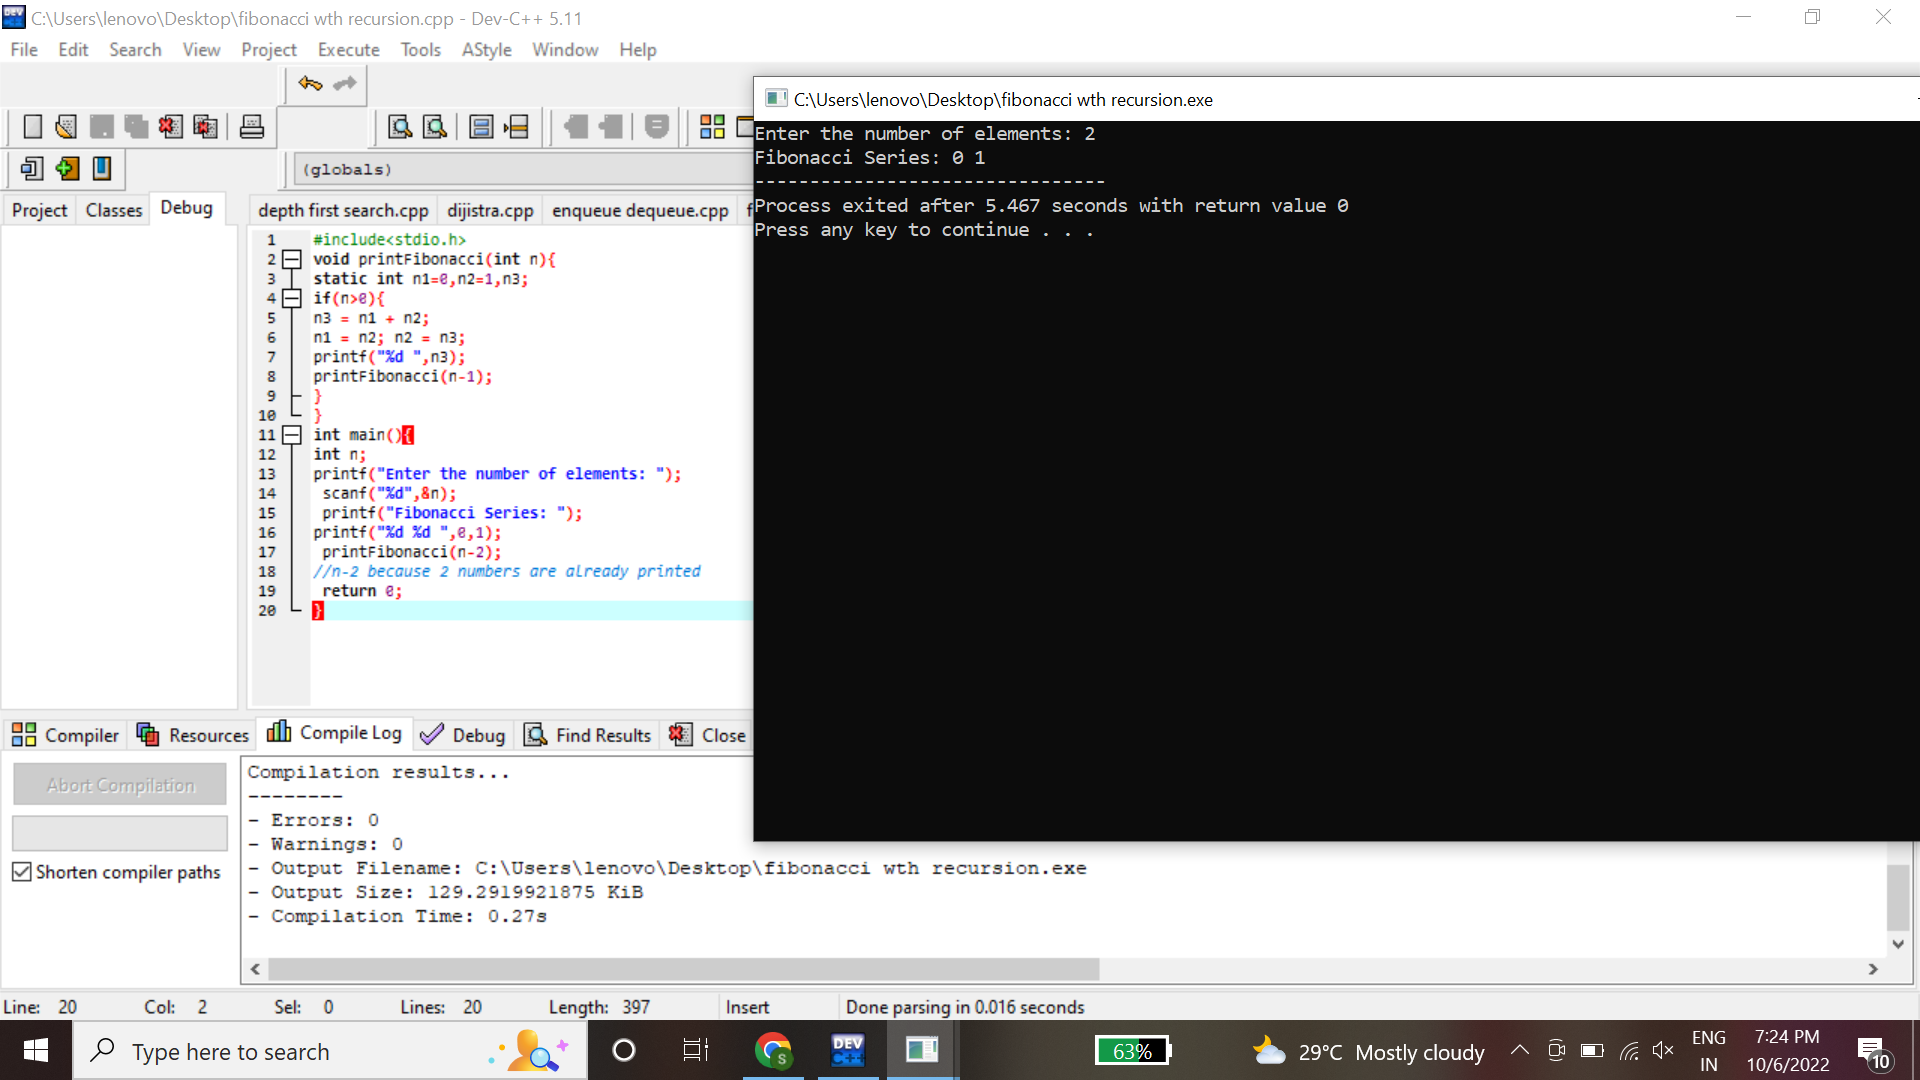 C:\Users\lenovo\Desktop\fibonacci wth recursion.cpp - Dev-C++ 5.11
File Edit Search View Project Execute Tools AStyle Window Help
(globals)
Project Classes Debug
depth first search.cpp dijistra.cpp enqueue dequeue.cpp f
1 #include<stdio.h>
2 void printFibonacci(int n){
3 static int n1=0,n2=1,n3;
4 if(n>0){
5 n3 = n1 + n2;
6 n1 = n2; n2 = n3;
7 printf("%d ",n3);
8 printFibonacci(n-1);
9 }
10 }
11 int main(){
12 int n;
13 printf("Enter the number of elements: ");
14 scanf("%d",&n);
15 printf("Fibonacci Series: ");
16 printf("%d %d ",0,1);
17 printFibonacci(n-2);
18 //n-2 because 2 numbers are already printed
19 return 0;
20 }
C:\Users\lenovo\Desktop\fibonacci wth recursion.exe
Enter the number of elements: 2
Fibonacci Series: 0 1
--------------------------------
Process exited after 5.467 seconds with return value 0
Press any key to continue . . .
Compiler Resources Compile Log Debug Find Results Close
Abort Compilation
Shorten compiler paths
Compilation results...
--------
- Errors: 0
- Warnings: 0
- Output Filename: C:\Users\lenovo\Desktop\fibonacci wth recursion.exe
- Output Size: 129.2919921875 KiB
- Compilation Time: 0.27s
Line: 20 Col: 2 Sel: 0 Lines: 20 Length: 397 Insert Done parsing in 0.016 seconds
Type here to search
S
DEV C++
63%
29°C Mostly cloudy
ENG
IN
7:24 PM
10/6/2022
10